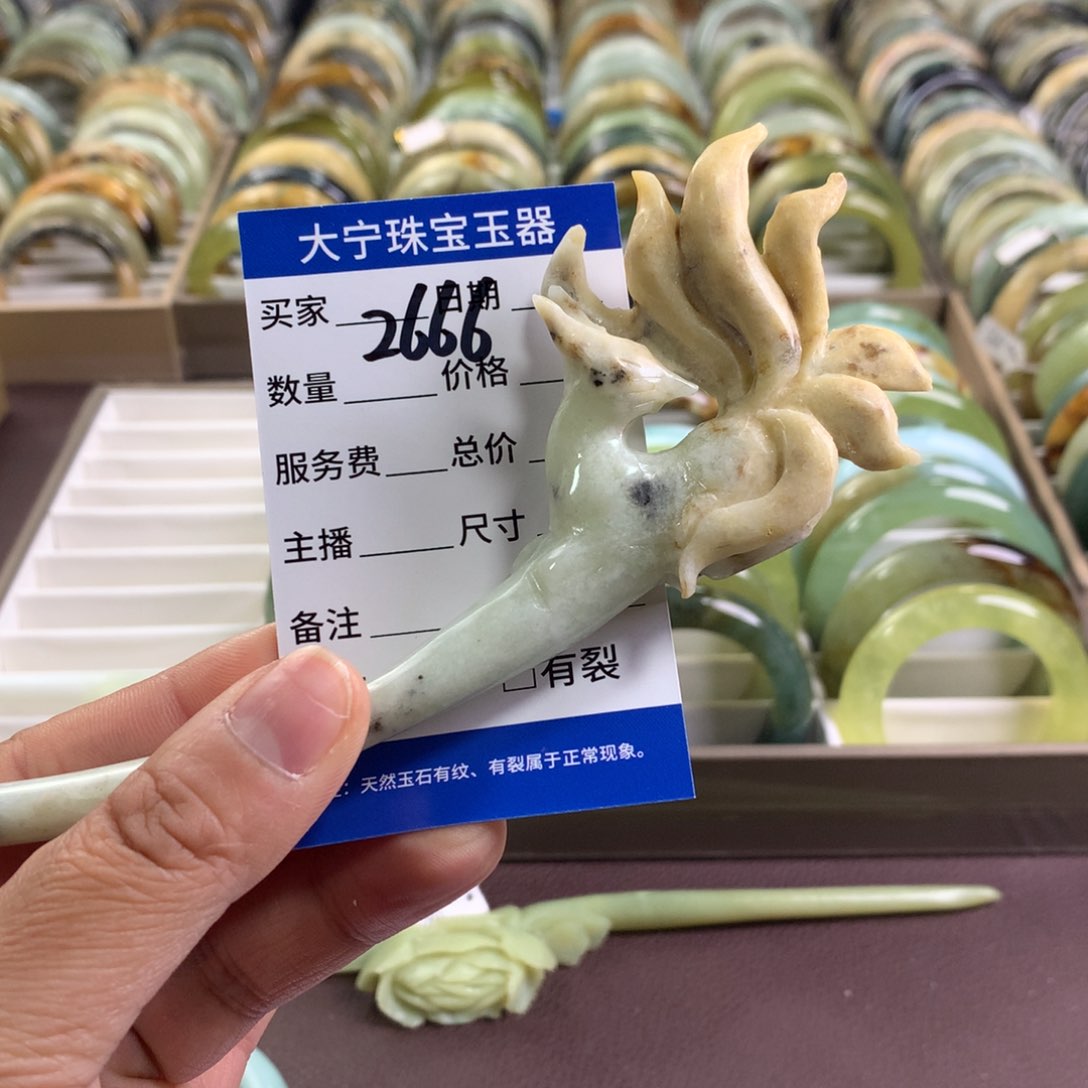 大宁珠宝玉器
买家 日期
2666
数量 价格
服务费 总价
主播 尺寸
备注
□有裂
：天然玉石有纹、有裂属于正常现象。